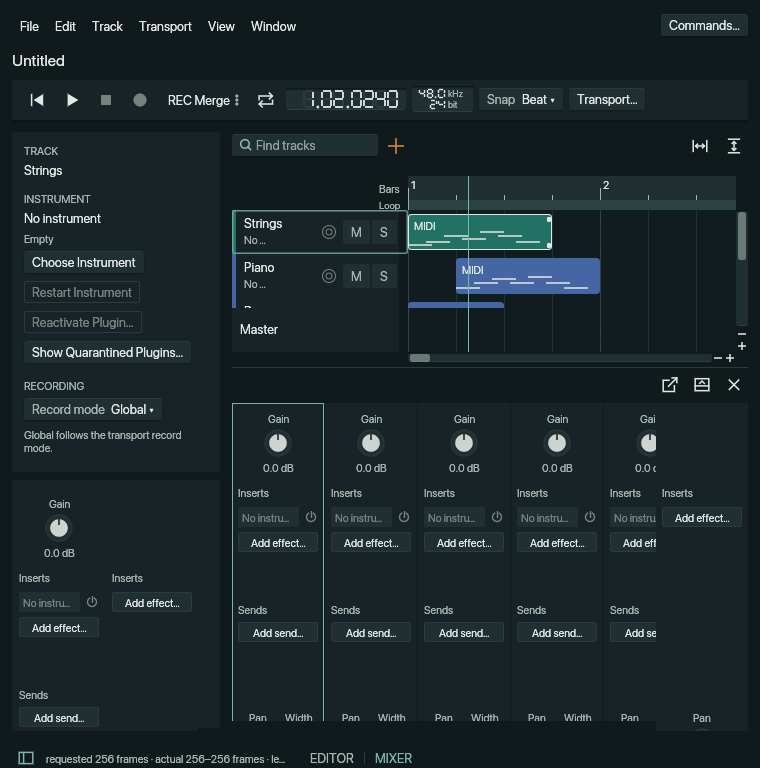 File Edit Track Transport View Window Commands...
Untitled
REC Merge 1.02.0240 48.0 kHz 24 bit Snap Beat Transport...
TRACK
Strings
INSTRUMENT
No instrument
Empty
Choose Instrument
Restart Instrument
Reactivate Plugin...
Show Quarantined Plugins...
RECORDING
Record mode Global
Global follows the transport record
mode.
Find tracks
Bars 1 2
Loop
Strings
No ... M S
MIDI
Piano
No ... M S
MIDI
Master
Gain Gain Gain Gain Gai
0.0 dB 0.0 dB 0.0 dB 0.0 dB 0.0 d
Inserts Inserts Inserts Inserts Inserts Inserts
No instru... No instru... No instru... No instru... No instru Add effect...
Add effect... Add effect... Add effect... Add effect... Add eff
Sends Sends Sends Sends Sends
Add send... Add send... Add send... Add send... Add se
Pan Width Pan Width Pan Width Pan Width Pan Pan
Gain
0.0 dB
Inserts Inserts
No instru... Add effect...
Add effect...
Sends
Add send...
requested 256 frames · actual 256–256 frames · le... EDITOR MIXER